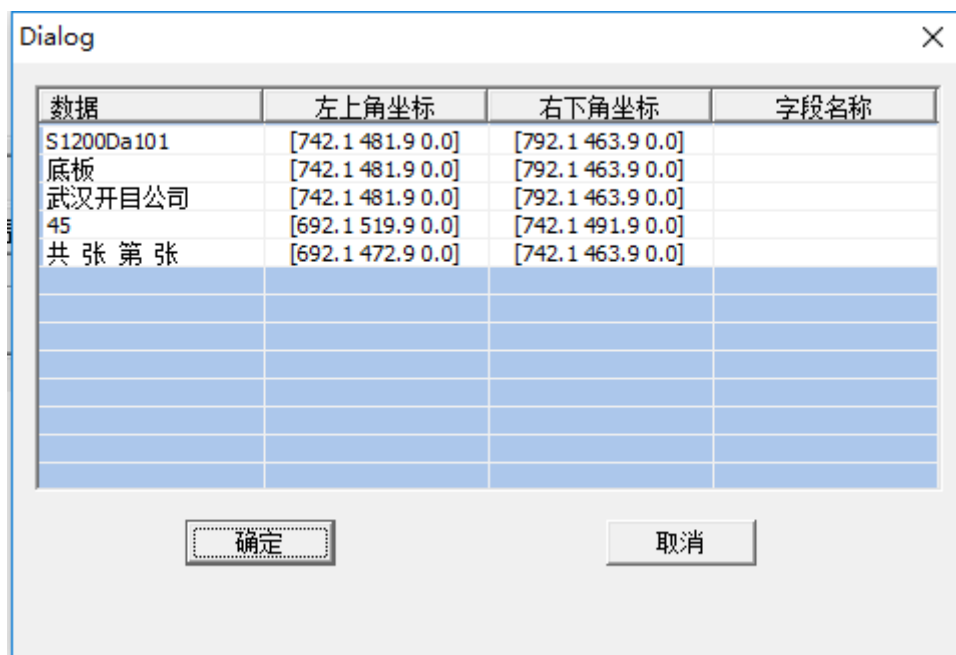 Dialog
数据 左上角坐标 右下角坐标 字段名称
S1200Da101 [742.1 481.9 0.0] [792.1 463.9 0.0]
底板 [742.1 481.9 0.0] [792.1 463.9 0.0]
武汉开目公司 [742.1 481.9 0.0] [792.1 463.9 0.0]
45 [692.1 519.9 0.0] [742.1 491.9 0.0]
共 张 第 张 [692.1 472.9 0.0] [742.1 463.9 0.0]
确定 取消